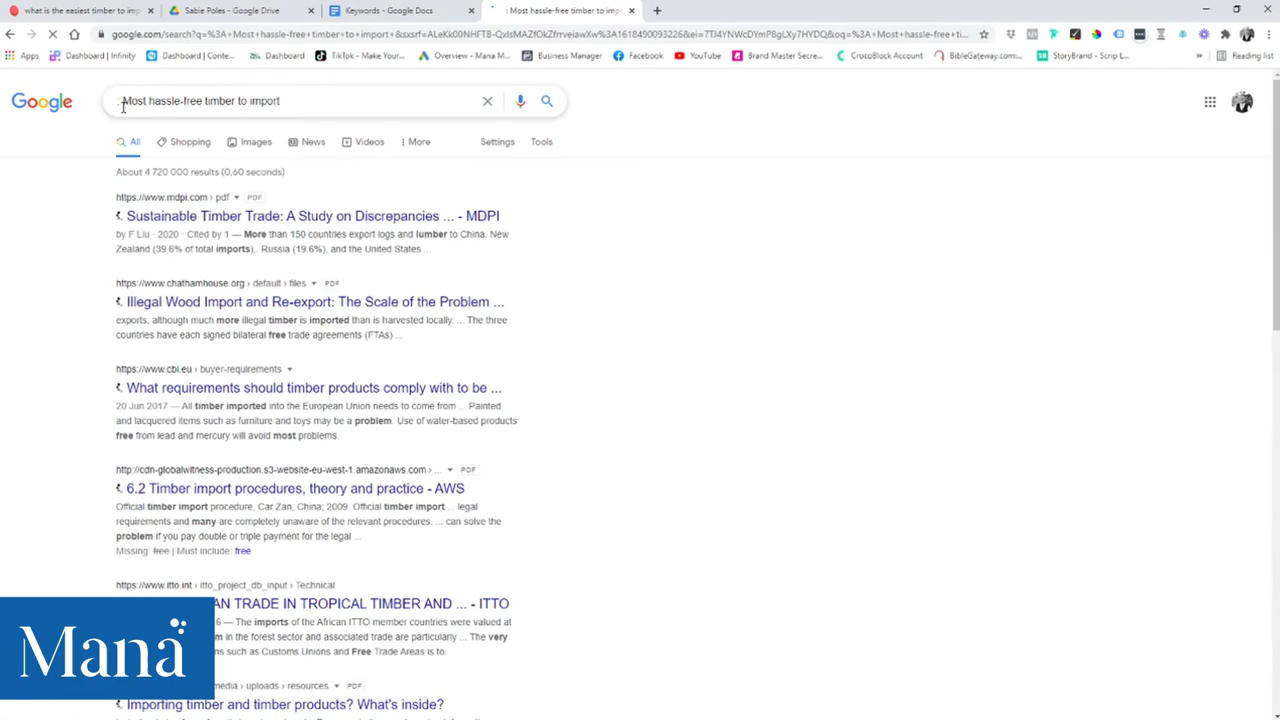 what is the easiest timber to imp
Sabie Poles - Google Drive
Keywords - Google Docs
: Most hassle-free timber to impo
google.com/search?q=%3A+Most+hassle-free+timber+to+import+&sxsrf=ALeKk00NYHPHFTB-QxIsMAZfOkZfrrveiawXw%3A1618490093226&ei=7TJ4YNWcDYmP8gLXy7HYDQ&oq=%3A+Most+hassle-free+ti...
Apps
Dashboard | Infinity
Dashboard | Conte...
Dashboard
TikTok - Make Your...
Overview - Mana M...
Business Manager
Facebook
YouTube
Brand Master Secre...
CrocoBlock Account
BibleGateway.com:...
StoryBrand - Scrip L...
»
Reading list
Google
: Most hassle-free timber to import
All
Shopping
Images
News
Videos
More
Settings
Tools
About 4 720 000 results (0,60 seconds)
https://www.mdpi.com › pdf PDF
Sustainable Timber Trade: A Study on Discrepancies ... - MDPI
by F Liu · 2020 · Cited by 1 — More than 150 countries export logs and lumber to China. New
Zealand (39.6% of total imports),. Russia (19.6%), and the United States ...
https://www.chathamhouse.org › default › files PDF
Illegal Wood Import and Re-export: The Scale of the Problem ...
exports, although much more illegal timber is imported than is harvested locally. ... The three
countries have each signed bilateral free trade agreements (FTAs) ...
https://www.cbi.eu › buyer-requirements
What requirements should timber products comply with to be ...
20 Jun 2017 — All timber imported into the European Union needs to come from ... Painted
and lacquered items such as furniture and toys may be a problem. Use of water-based products
free from lead and mercury will avoid most problems.
http://cdn-globalwitness-production.s3-website-eu-west-1.amazonaws.com › ... PDF
6.2 Timber import procedures, theory and practice - AWS
Official timber import procedure, Car Zan, China; 2009. Official timber import ... legal
requirements and many are completely unaware of the relevant procedures. ... can solve the
problem if you pay double or triple payment for the legal ...
Missing: free | Must include: free
https://www.itto.int › itto_project_db_input › Technical
AN TRADE IN TROPICAL TIMBER AND ... - ITTO
6 — The imports of the African ITTO member countries were valued at
m in the forest sector and associated trade are particularly ... The very
ns such as Customs Unions and Free Trade Areas is to.
media › uploads › resources PDF
Importing timber and timber products? What's inside?
Manä